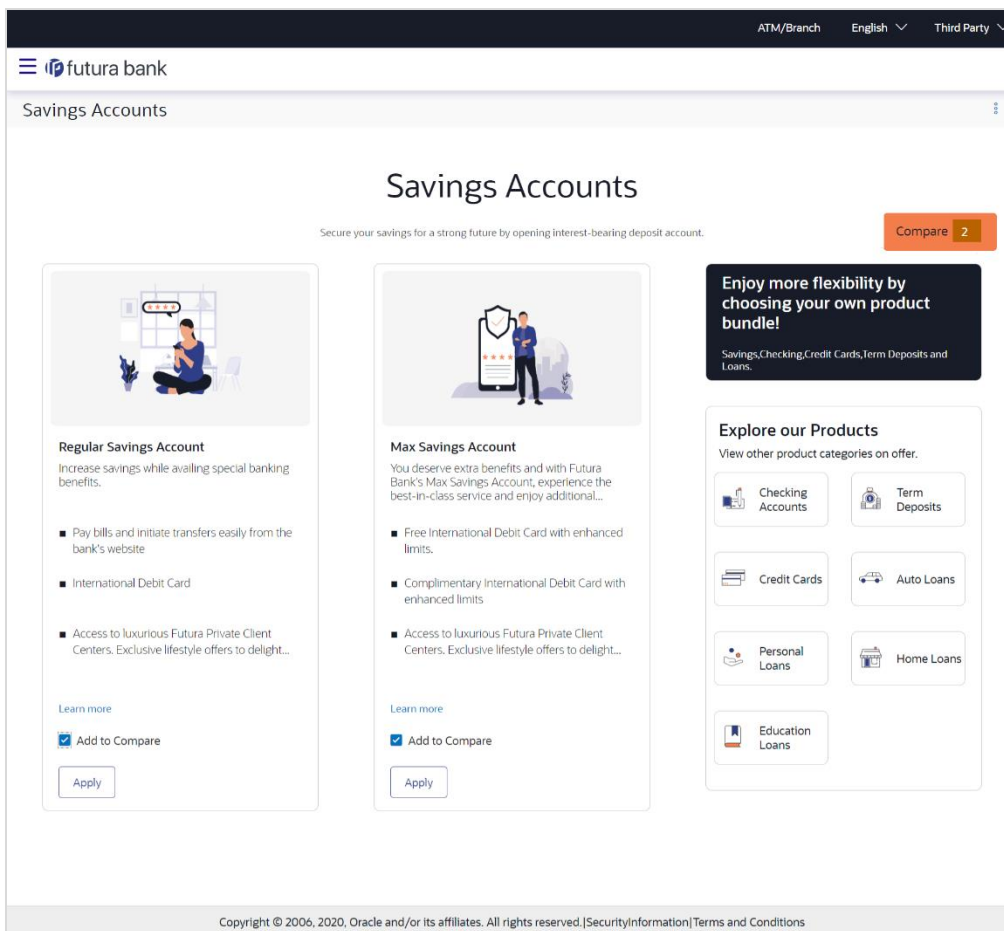 ATM/Branch English Third Party
futura bank
Savings Accounts
Savings Accounts
Secure your savings for a strong future by opening interest-bearing deposit account.
Compare 2
Regular Savings Account
Increase savings while availing special banking
benefits.
Pay bills and initiate transfers easily from the
bank's website
International Debit Card
Access to luxurious Futura Private Client
Centers. Exclusive lifestyle offers to delight...
Learn more
Add to Compare
Apply
Max Savings Account
You deserve extra benefits and with Futura
Bank's Max Savings Account, experience the
best-in-class service and enjoy additional...
Free International Debit Card with enhanced
limits.
Complimentary International Debit Card with
enhanced limits
Access to luxurious Futura Private Client
Centers. Exclusive lifestyle offers to delight...
Learn more
Add to Compare
Apply
Enjoy more flexibility by
choosing your own product
bundle!
Savings,Checking,Credit Cards,Term Deposits and
Loans.
Explore our Products
View other product categories on offer.
Checking
Accounts
Term
Deposits
Credit Cards
Auto Loans
Personal
Loans
Home Loans
Education
Loans
Copyright © 2006, 2020, Oracle and/or its affiliates. All rights reserved.|SecurityInformation|Terms and Conditions